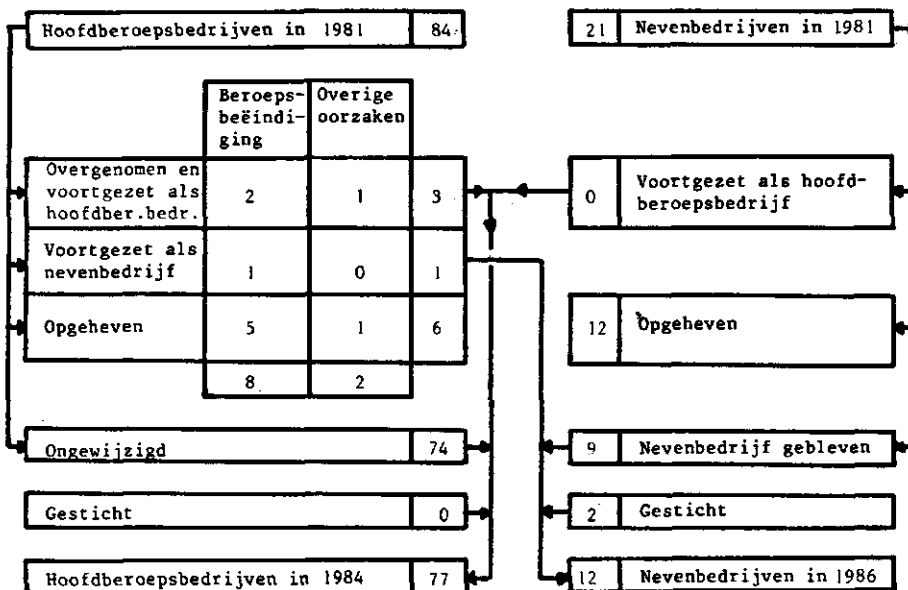 Hoofdberoepsbedrijven in 1981 84
21 Nevenbedrijven in 1981
Beroeps-
beëindi-
ging
Overige
oorzaken
Overgenomen en
voortgezet als
hoofdber.bedr.
2 1 3
0 Voortgezet als hoofd-
beroepsbedrijf
Voortgezet als
nevenbedrijf
1 0 1
Opgeheven 5 1 6
12 Opgeheven
8 2
Ongewijzigd 74
9 Nevenbedrijf gebleven
Gesticht 0
2 Gesticht
Hoofdberoepsbedrijven in 1984 77
12 Nevenbedrijven in 1986